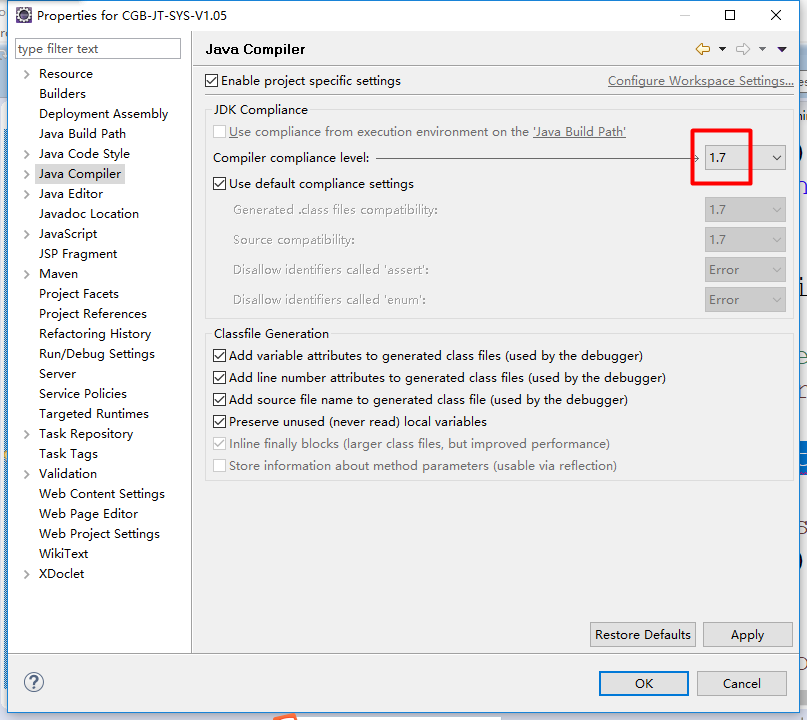 Properties for CGB-JT-SYS-V1.05
type filter text
Resource
Builders
Deployment Assembly
Java Build Path
Java Code Style
Java Compiler
Java Editor
Javadoc Location
JavaScript
JSP Fragment
Maven
Project Facets
Project References
Refactoring History
Run/Debug Settings
Server
Service Policies
Targeted Runtimes
Task Repository
Task Tags
Validation
Web Content Settings
Web Page Editor
Web Project Settings
WikiText
XDoclet
Java Compiler
Enable project specific settings
Configure Workspace Settings...
JDK Compliance
Use compliance from execution environment on the 'Java Build Path'
Compiler compliance level: 1.7
Use default compliance settings
Generated .class files compatibility: 1.7
Source compatibility: 1.7
Disallow identifiers called 'assert': Error
Disallow identifiers called 'enum': Error
Classfile Generation
Add variable attributes to generated class files (used by the debugger)
Add line number attributes to generated class files (used by the debugger)
Add source file name to generated class file (used by the debugger)
Preserve unused (never read) local variables
Inline finally blocks (larger class files, but improved performance)
Store information about method parameters (usable via reflection)
Restore Defaults
Apply
OK
Cancel